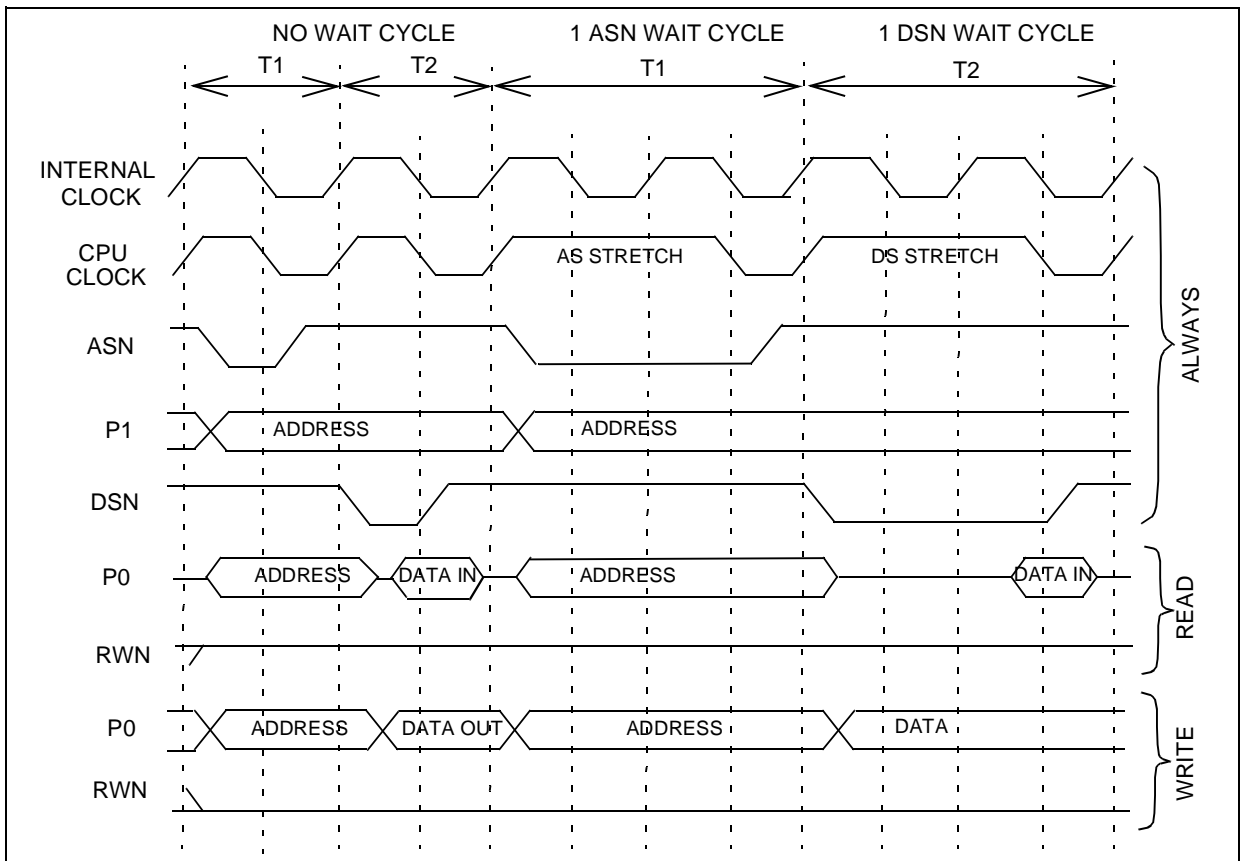 NO WAIT CYCLE 1 ASN WAIT CYCLE 1 DSN WAIT CYCLE
T1 T2 T1 T2
INTERNAL
CLOCK
CPU
CLOCK
AS STRETCH DS STRETCH
ASN
P1 ADDRESS ADDRESS
DSN
P0 ADDRESS DATA IN ADDRESS DATA IN
RWN
P0 ADDRESS DATA OUT ADDRESS DATA
RWN
ALWAYS
READ
WRITE